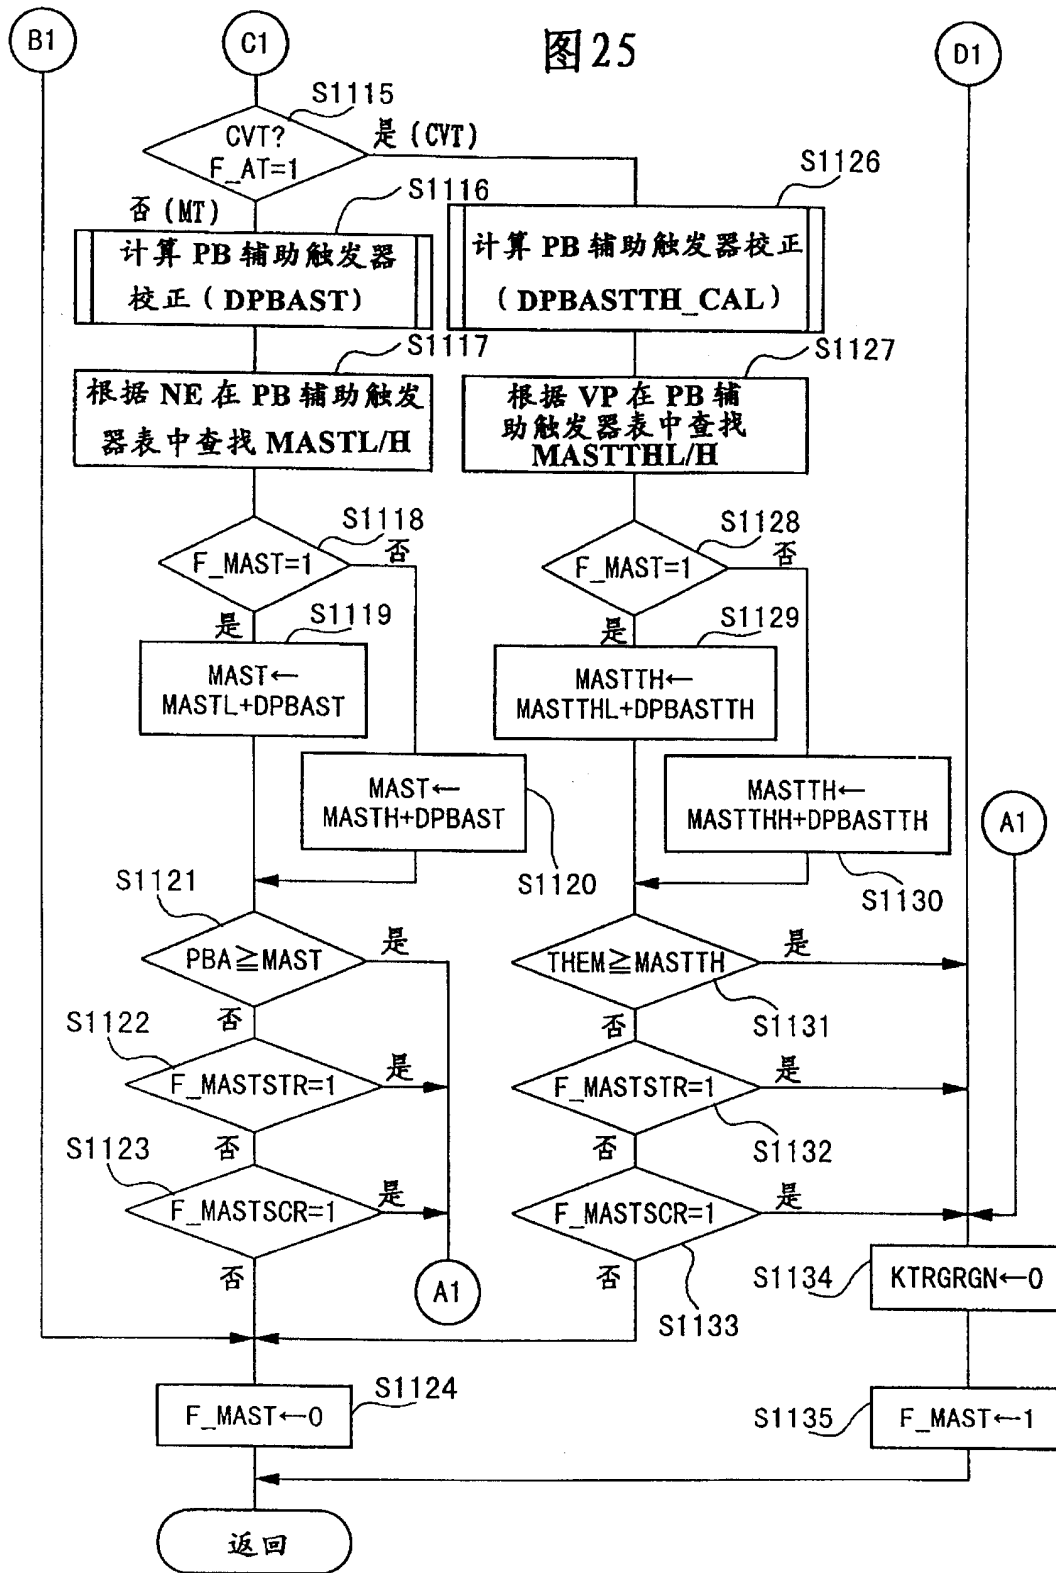 B1
C1
图25
D1
S1115
CVT?
F_AT=1
是(CVT)
否(MT)
S1116
计算 PB 辅助触发器
校正(DPBAST)
S1126
计算 PB 辅助触发器校正
(DPBASTTH_CAL)
S1117
根据 NE 在 PB 辅助触发
器表中查找 MASTL/H
S1127
根据 VP 在 PB 辅
助触发器表中查找
MASTTHL/H
S1118
F_MAST=1
否
是
S1128
F_MAST=1
否
是
S1119
MAST←
MASTL+DPBAST
S1129
MASTTH←
MASTTHL+DPBASTTH
MAST←
MASTH+DPBAST
S1120
MASTTH←
MASTTHH+DPBASTTH
S1130
A1
S1121
PBA≧MAST
是
否
THEM≧MASTTH
是
S1131
否
S1122
F_MASTSTR=1
是
否
F_MASTSTR=1
是
S1132
否
S1123
F_MASTSCR=1
是
否
F_MASTSCR=1
是
S1133
否
A1
S1134
KTRGRGN←0
S1124
F_MAST←0
S1135
F_MAST←1
返回